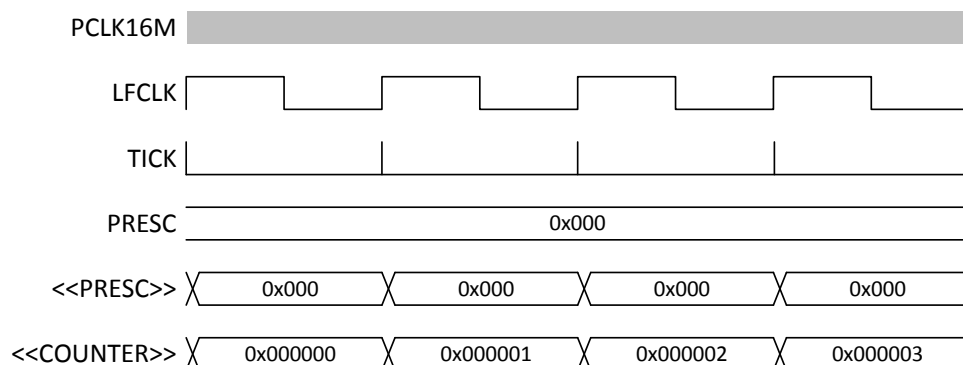 PCLK16M
LFCLK
TICK
PRESC 0x000
<<PRESC>> 0x000 0x000 0x000 0x000
<<COUNTER>> 0x000000 0x000001 0x000002 0x000003